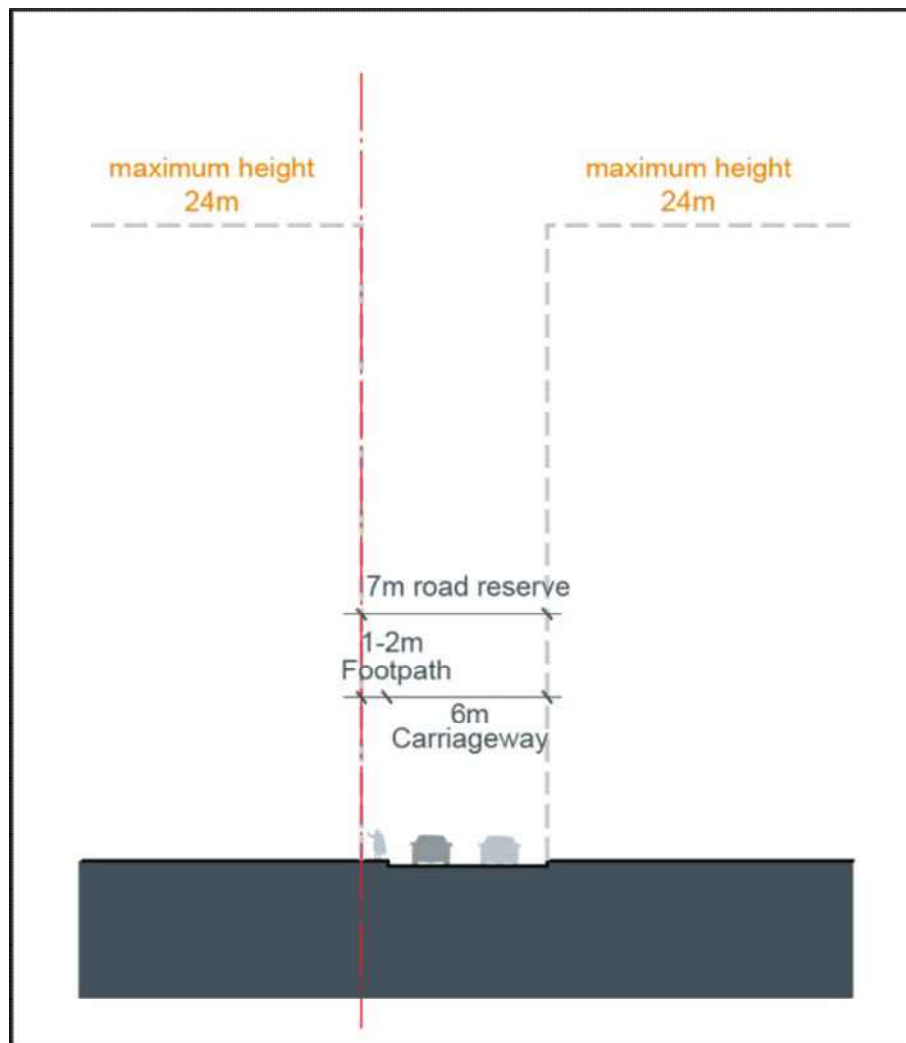 maximum height
24m
maximum height
24m
7m road reserve
1-2m
Footpath
6m
Carriageway